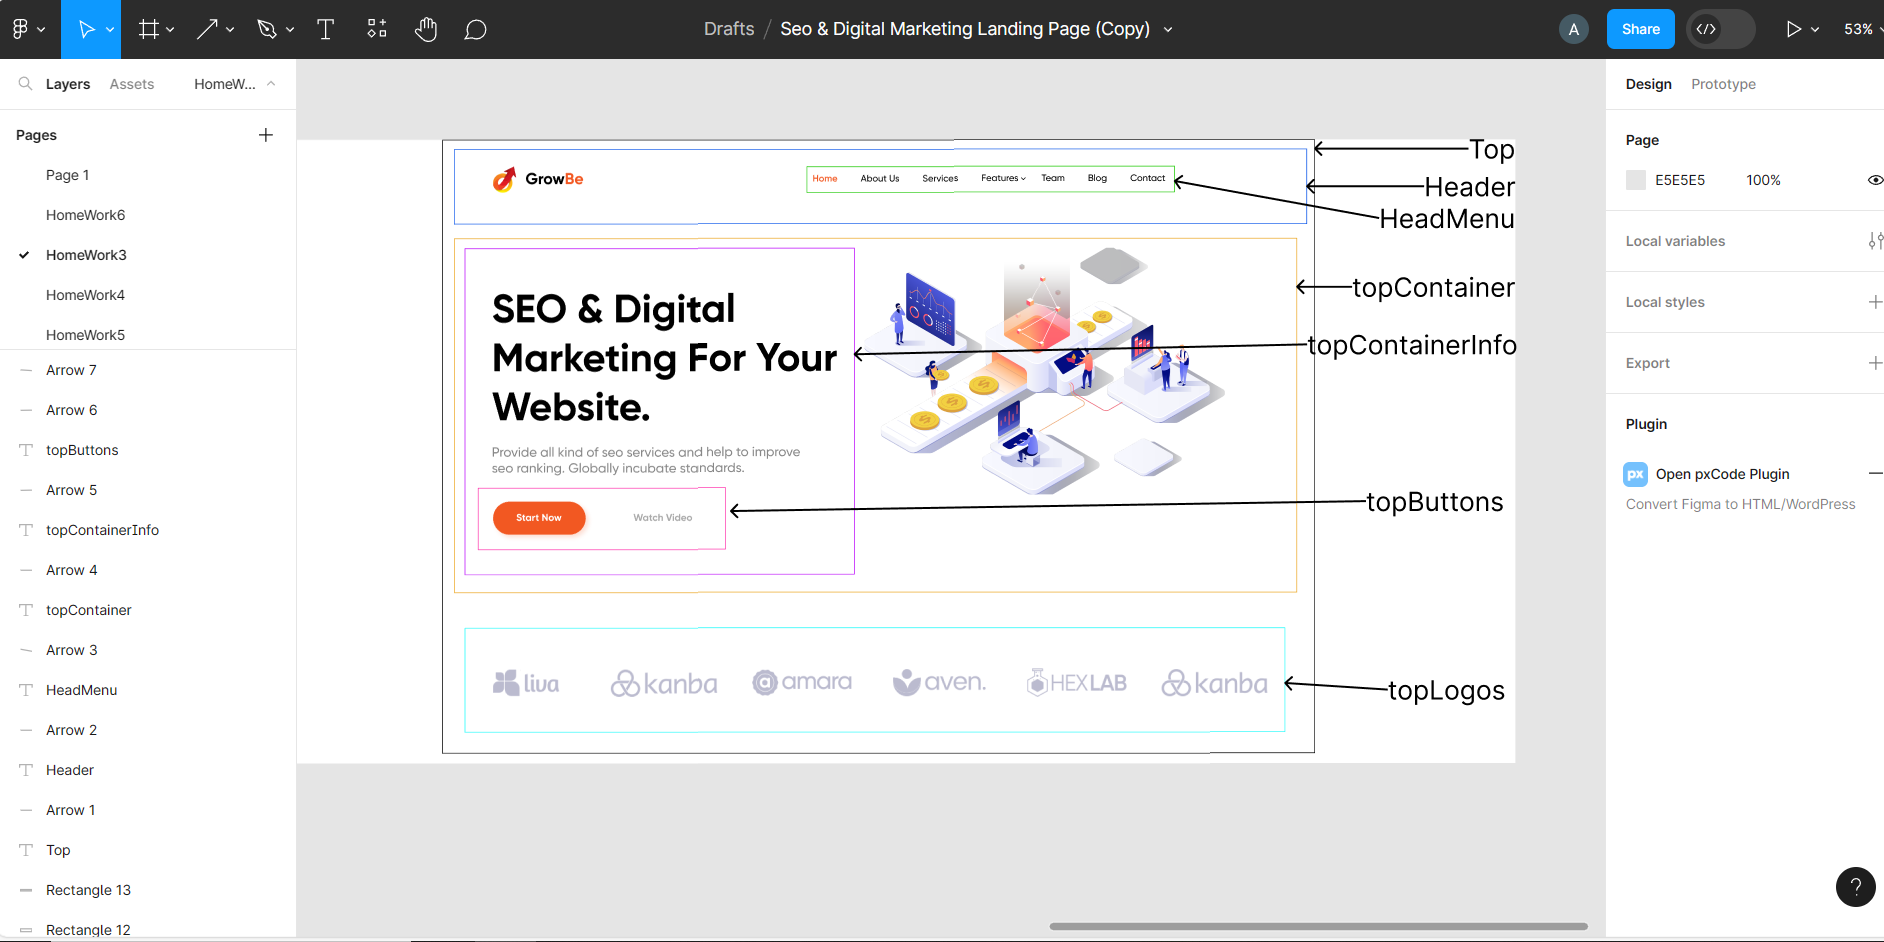 Drafts / Seo & Digital Marketing Landing Page (Copy)
A
Share
53%
Layers
Assets
HomeW...
Pages
Page 1
HomeWork6
HomeWork3
HomeWork4
HomeWork5
Arrow 7
Arrow 6
topButtons
Arrow 5
topContainerInfo
Arrow 4
topContainer
Arrow 3
HeadMenu
Arrow 2
Header
Arrow 1
Top
Rectangle 13
Rectangle 12
GrowBe
Home About Us Services Features Team Blog Contact
Top
Header
HeadMenu
SEO & Digital
Marketing For Your
Website.
Provide all kind of seo services and help to improve
seo ranking. Globally incubate standards.
Start Now
Watch Video
topContainer
topContainerInfo
topButtons
liva kanba amara aven. HEXLAB kanba
topLogos
Design
Prototype
Page
E5E5E5
100%
Local variables
Local styles
Export
Plugin
px
Open pxCode Plugin
Convert Figma to HTML/WordPress
?